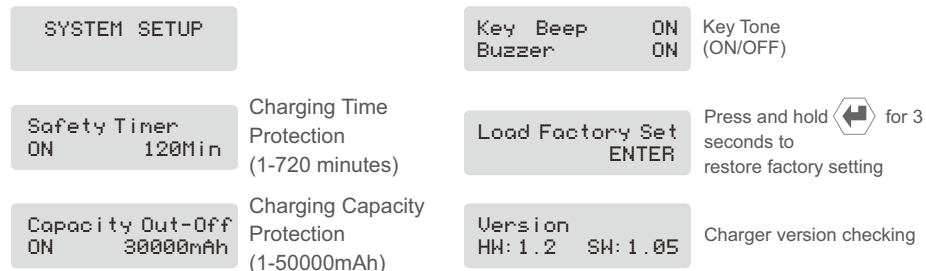 SYSTEM SETUP
Safety Timer
ON 120Min
Charging Time
Protection
(1-720 minutes)
Capacity Out-Off
ON 30000mAh
Charging Capacity
Protection
(1-50000mAh)
Key Beep ON
Buzzer ON
Key Tone
(ON/OFF)
Load Factory Set
ENTER
Press and hold for 3
seconds to
restore factory setting
Version
HW:1.2 SW:1.05
Charger version checking